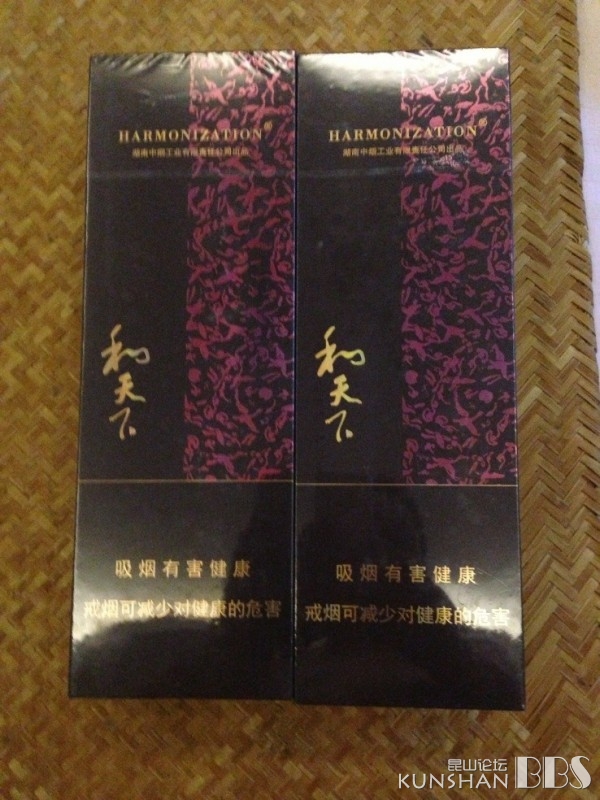 HARMONIZATION®
湖南中烟工业有限责任公司出品
和天下
吸烟有害健康
戒烟可减少对健康的危害
HARMONIZATION®
湖南中烟工业有限责任公司出品
和天下
吸烟有害健康
戒烟可减少对健康的危害
昆山论坛
KUNSHAN BBS